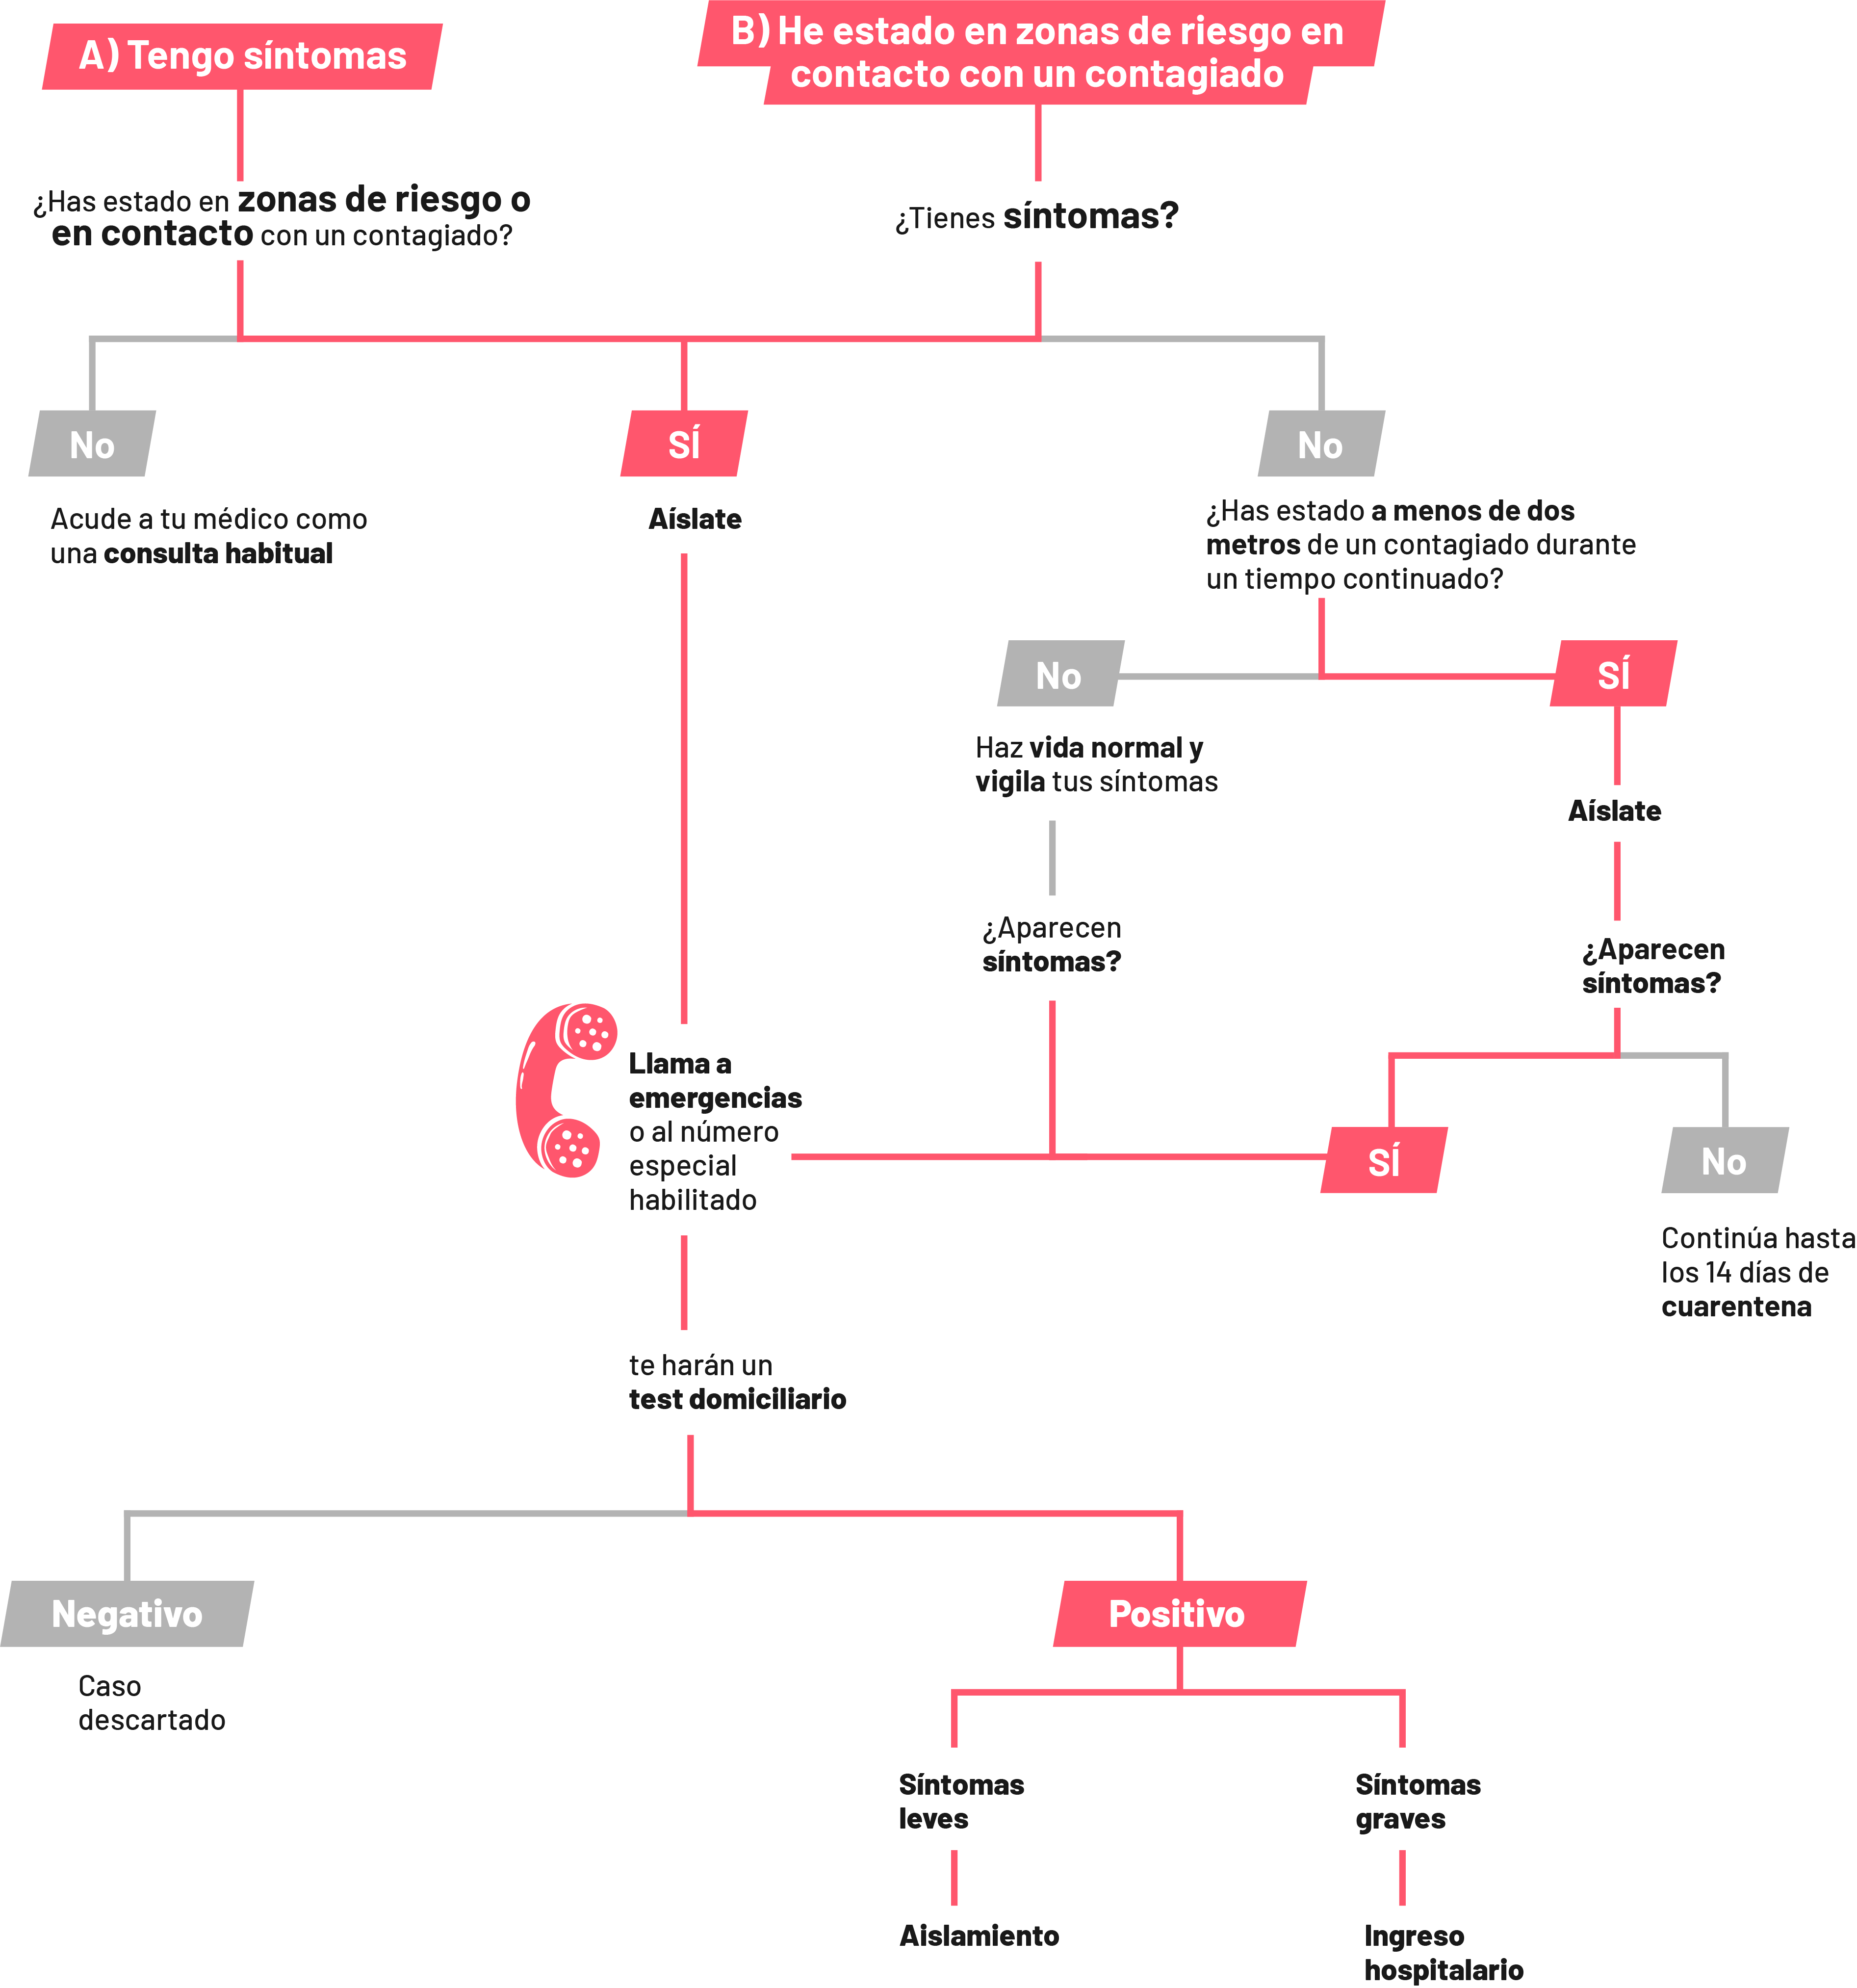 A) Tengo síntomas
B) He estado en zonas de riesgo en
contacto con un contagiado
¿Has estado en zonas de riesgo o
en contacto con un contagiado?
¿Tienes síntomas?
No
SÍ
No
Acude a tu médico como
una consulta habitual
Aíslate
¿Has estado a menos de dos
metros de un contagiado durante
un tiempo continuado?
No
SÍ
Haz vida normal y
vigila tus síntomas
Aíslate
¿Aparecen
síntomas?
¿Aparecen
síntomas?
Llama a
emergencias
o al número
especial
habilitado
SÍ
No
Continúa hasta
los 14 días de
cuarentena
te harán un
test domiciliario
Negativo
Positivo
Caso
descartado
Síntomas
leves
Síntomas
graves
Aislamiento
Ingreso
hospitalario